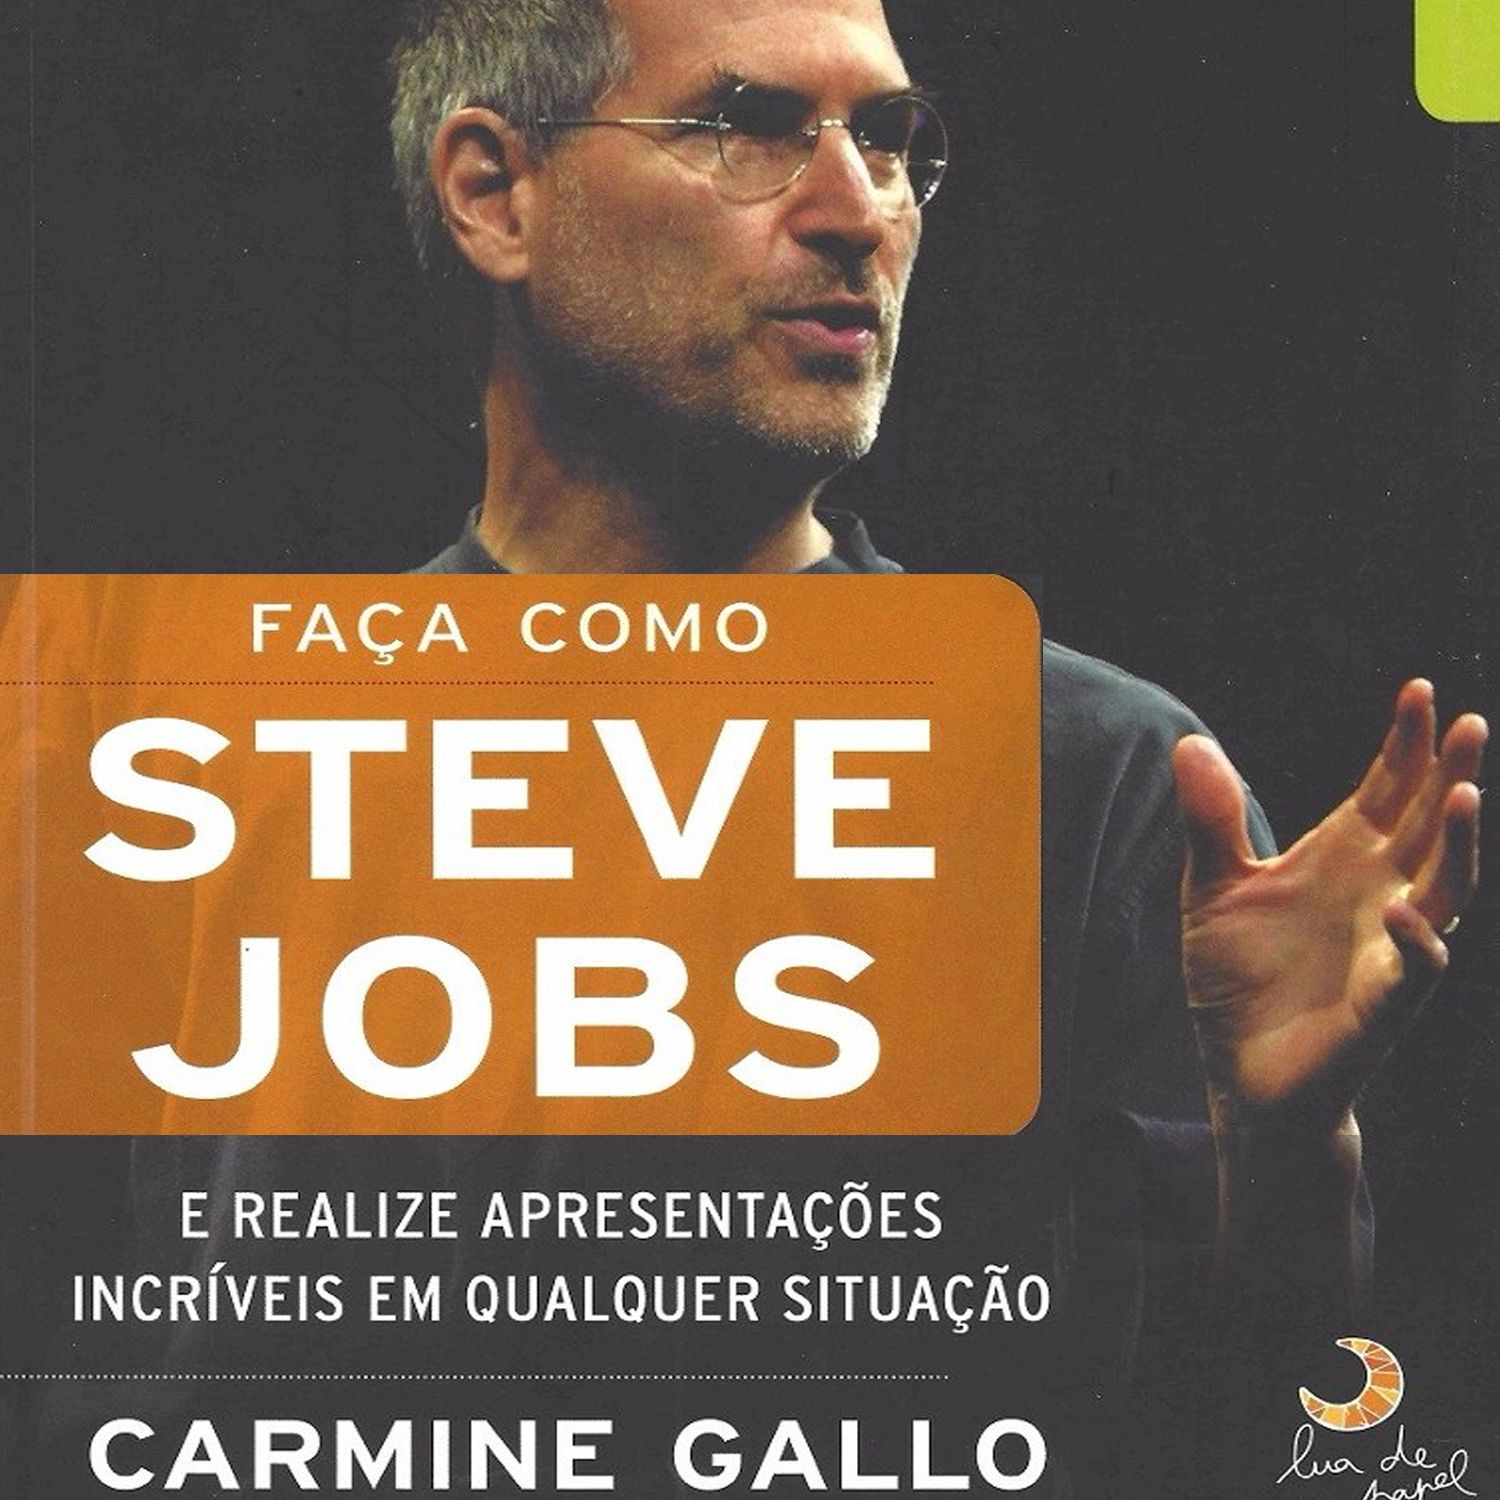 FAÇA COMO
STEVE
JOBS
E REALIZE APRESENTAÇÕES
INCRÍVEIS EM QUALQUER SITUAÇÃO
CARMINE GALLO
lua de
papel